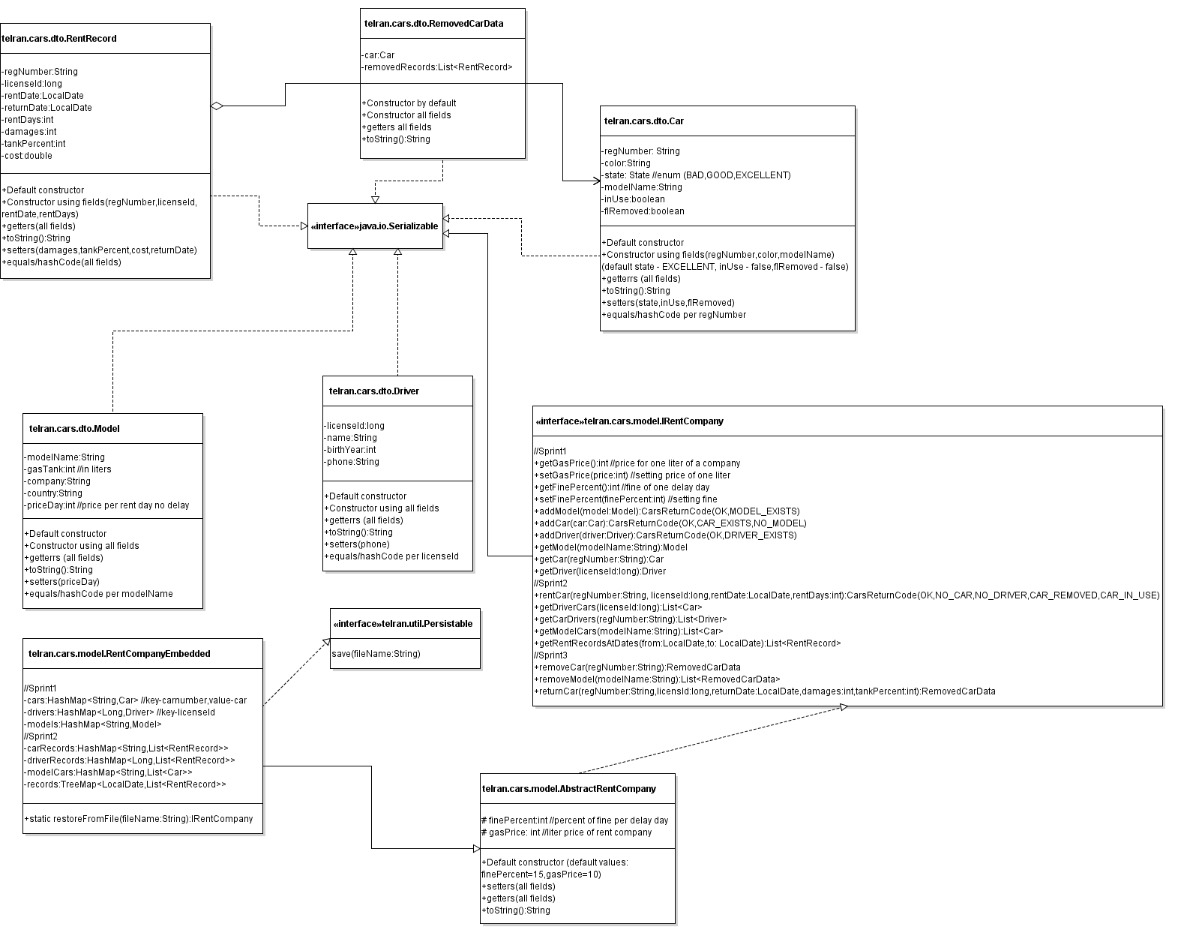 telran.cars.dto.RentRecord
-regNumber:String
-licenseId:long
-rentDate:LocalDate
-returnDate:LocalDate
-rentDays:int
-damages:int
-tankPercent:int
-cost:double
+Default constructor
+Constructor using fields(regNumber,licenseId,
rentDate,rentDays)
+getters(all fields)
+toString():String
+setters(damages,tankPercent,cost,returnDate)
+equals/hashCode(all fields)
telran.cars.dto.RemovedCarData
-car:Car
-removedRecords:List<RentRecord>
+Constructor by default
+Constructor all fields
+getters all fields
+toString():String
telran.cars.dto.Car
-regNumber: String
-color:String
-state: State //enum (BAD,GOOD,EXCELLENT)
-modelName:String
-inUse:boolean
-flRemoved:boolean
+Default constructor
+Constructor using fields(regNumber,color,modelName)
(default state - EXCELLENT, inUse - false,flRemoved - false)
+getterrs (all fields)
+toString():String
+setters(state,inUse,flRemoved)
+equals/hashCode per regNumber
«interface»java.io.Serializable
telran.cars.dto.Model
-modelName:String
-gasTank:int //in liters
-company:String
-country:String
-priceDay:int //price per rent day no delay
+Default constructor
+Constructor using all fields
+getterrs (all fields)
+toString():String
+setters(priceDay)
+equals/hashCode per modelName
telran.cars.dto.Driver
-licenseId:long
-name:String
-birthYear:int
-phone:String
+Default constructor
+Constructor using all fields
+getterrs (all fields)
+toString():String
+setters(phone)
+equals/hashCode per licenseId
«interface»telran.cars.model.IRentCompany
//Sprint1
+getGasPrice():int //price for one liter of a company
+setGasPrice(price:int) //setting price of one liter
+getFinePercent():int //fine of one delay day
+setFinePercent(finePercent:int) //setting fine
+addModel(model:Model):CarsReturnCode(OK,MODEL_EXISTS)
+addCar(car:Car):CarsReturnCode(OK,CAR_EXISTS,NO_MODEL)
+addDriver(driver:Driver):CarsReturnCode(OK,DRIVER_EXISTS)
+getModel(modelName:String):Model
+getCar(regNumber:String):Car
+getDriver(licenseId:long):Driver
//Sprint2
+rentCar(regNumber:String, licenseId:long,rentDate:LocalDate,rentDays:int):CarsReturnCode(OK,NO_CAR,NO_DRIVER,CAR_REMOVED,CAR_IN_USE)
+getDriverCars(licenseId:long):List<Car>
+getCarDrivers(regNumber:String):List<Driver>
+getModelCars(modelName:String):List<Car>
+getRentRecordsAtDates(from:LocalDate,to: LocalDate):List<RentRecord>
//Sprint3
+removeCar(regNumber:String):RemovedCarData
+removeModel(modelName:String):List<RemovedCarData>
+returnCar(regNumber:String,licensId:long,returnDate:LocalDate,damages:int,tankPercent:int):RemovedCarData
«interface»telran.util.Persistable
save(fileName:String)
telran.cars.model.RentCompanyEmbedded
//Sprint1
-cars:HashMap<String,Car> //key-carnumber,value-car
-drivers:HashMap<Long,Driver> //key-licenseId
-models:HashMap<String,Model>
//Sprint2
-carRecords:HashMap<String,List<RentRecord>>
-driverRecords:HashMap<Long,List<RentRecord>>
-modelCars:HashMap<String,List<Car>>
-records:TreeMap<LocalDate,List<RentRecord>>
+static restoreFromFile(fileName:String):IRentCompany
telran.cars.model.AbstractRentCompany
# finePercent:int //percent of fine per delay day
# gasPrice: int //liter price of rent company
+Default constructor (default values:
finePercent=15,gasPrice=10)
+setters(all fields)
+getters(all fields)
+toString():String